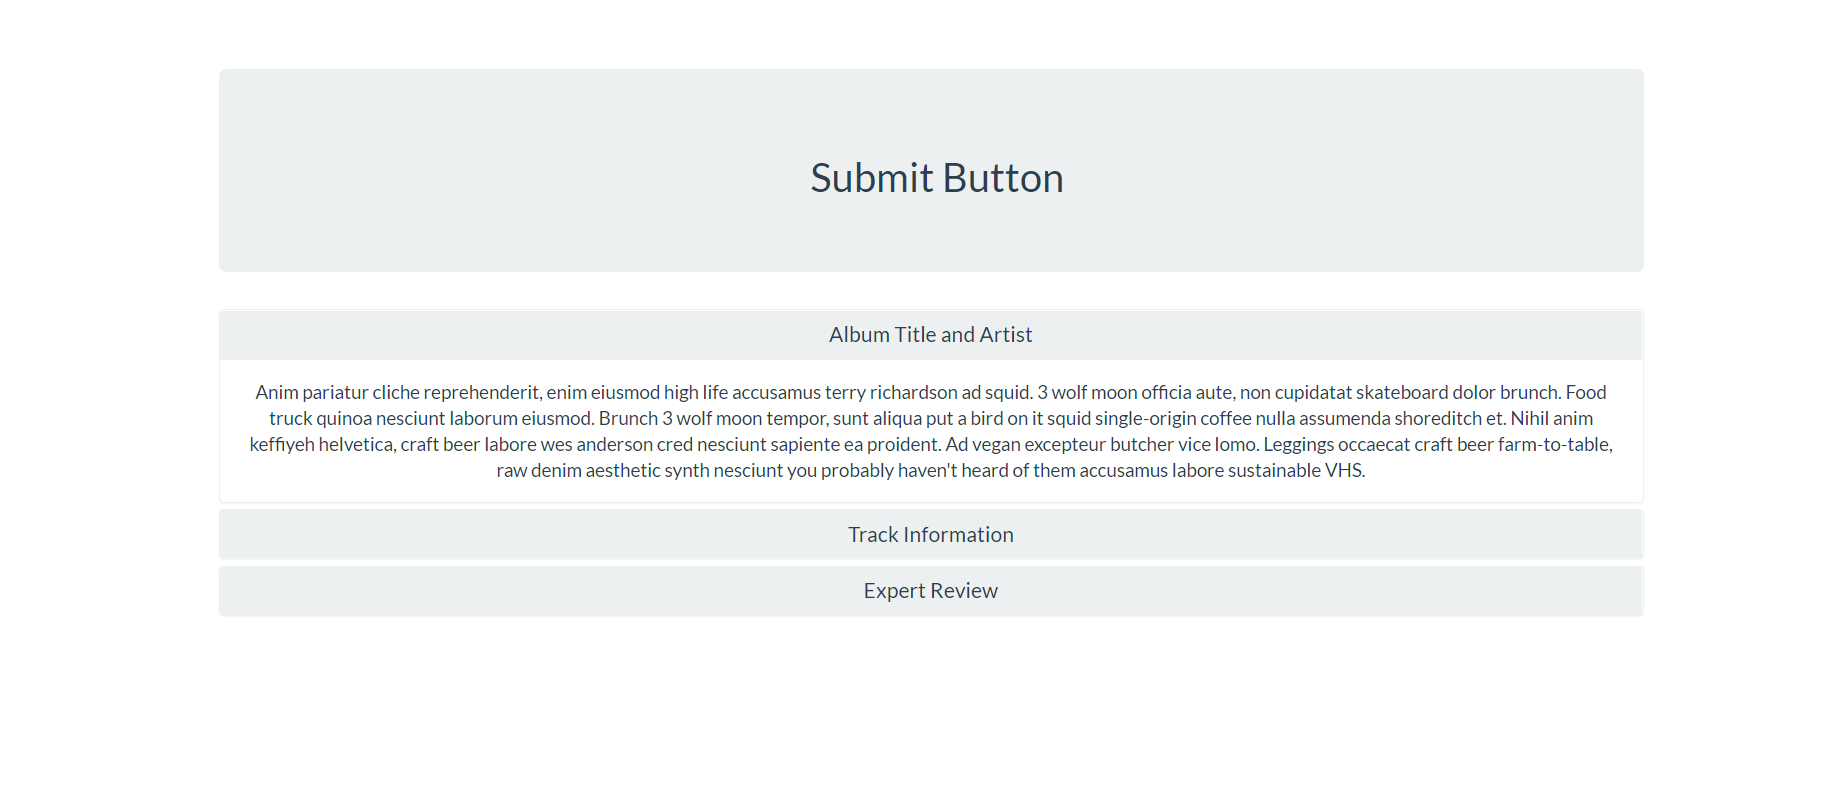 Submit Button
Album Title and Artist
Anim pariatur cliche reprehenderit, enim eiusmod high life accusamus terry richardson ad squid. 3 wolf moon officia aute, non cupidatat skateboard dolor brunch. Food
truck quinoa nesciunt laborum eiusmod. Brunch 3 wolf moon tempor, sunt aliqua put a bird on it squid single-origin coffee nulla assumenda shoreditch et. Nihil anim
keffiyeh helvetica, craft beer labore wes anderson cred nesciunt sapiente ea proident. Ad vegan excepteur butcher vice lomo. Leggings occaecat craft beer farm-to-table,
raw denim aesthetic synth nesciunt you probably haven't heard of them accusamus labore sustainable VHS.
Track Information
Expert Review